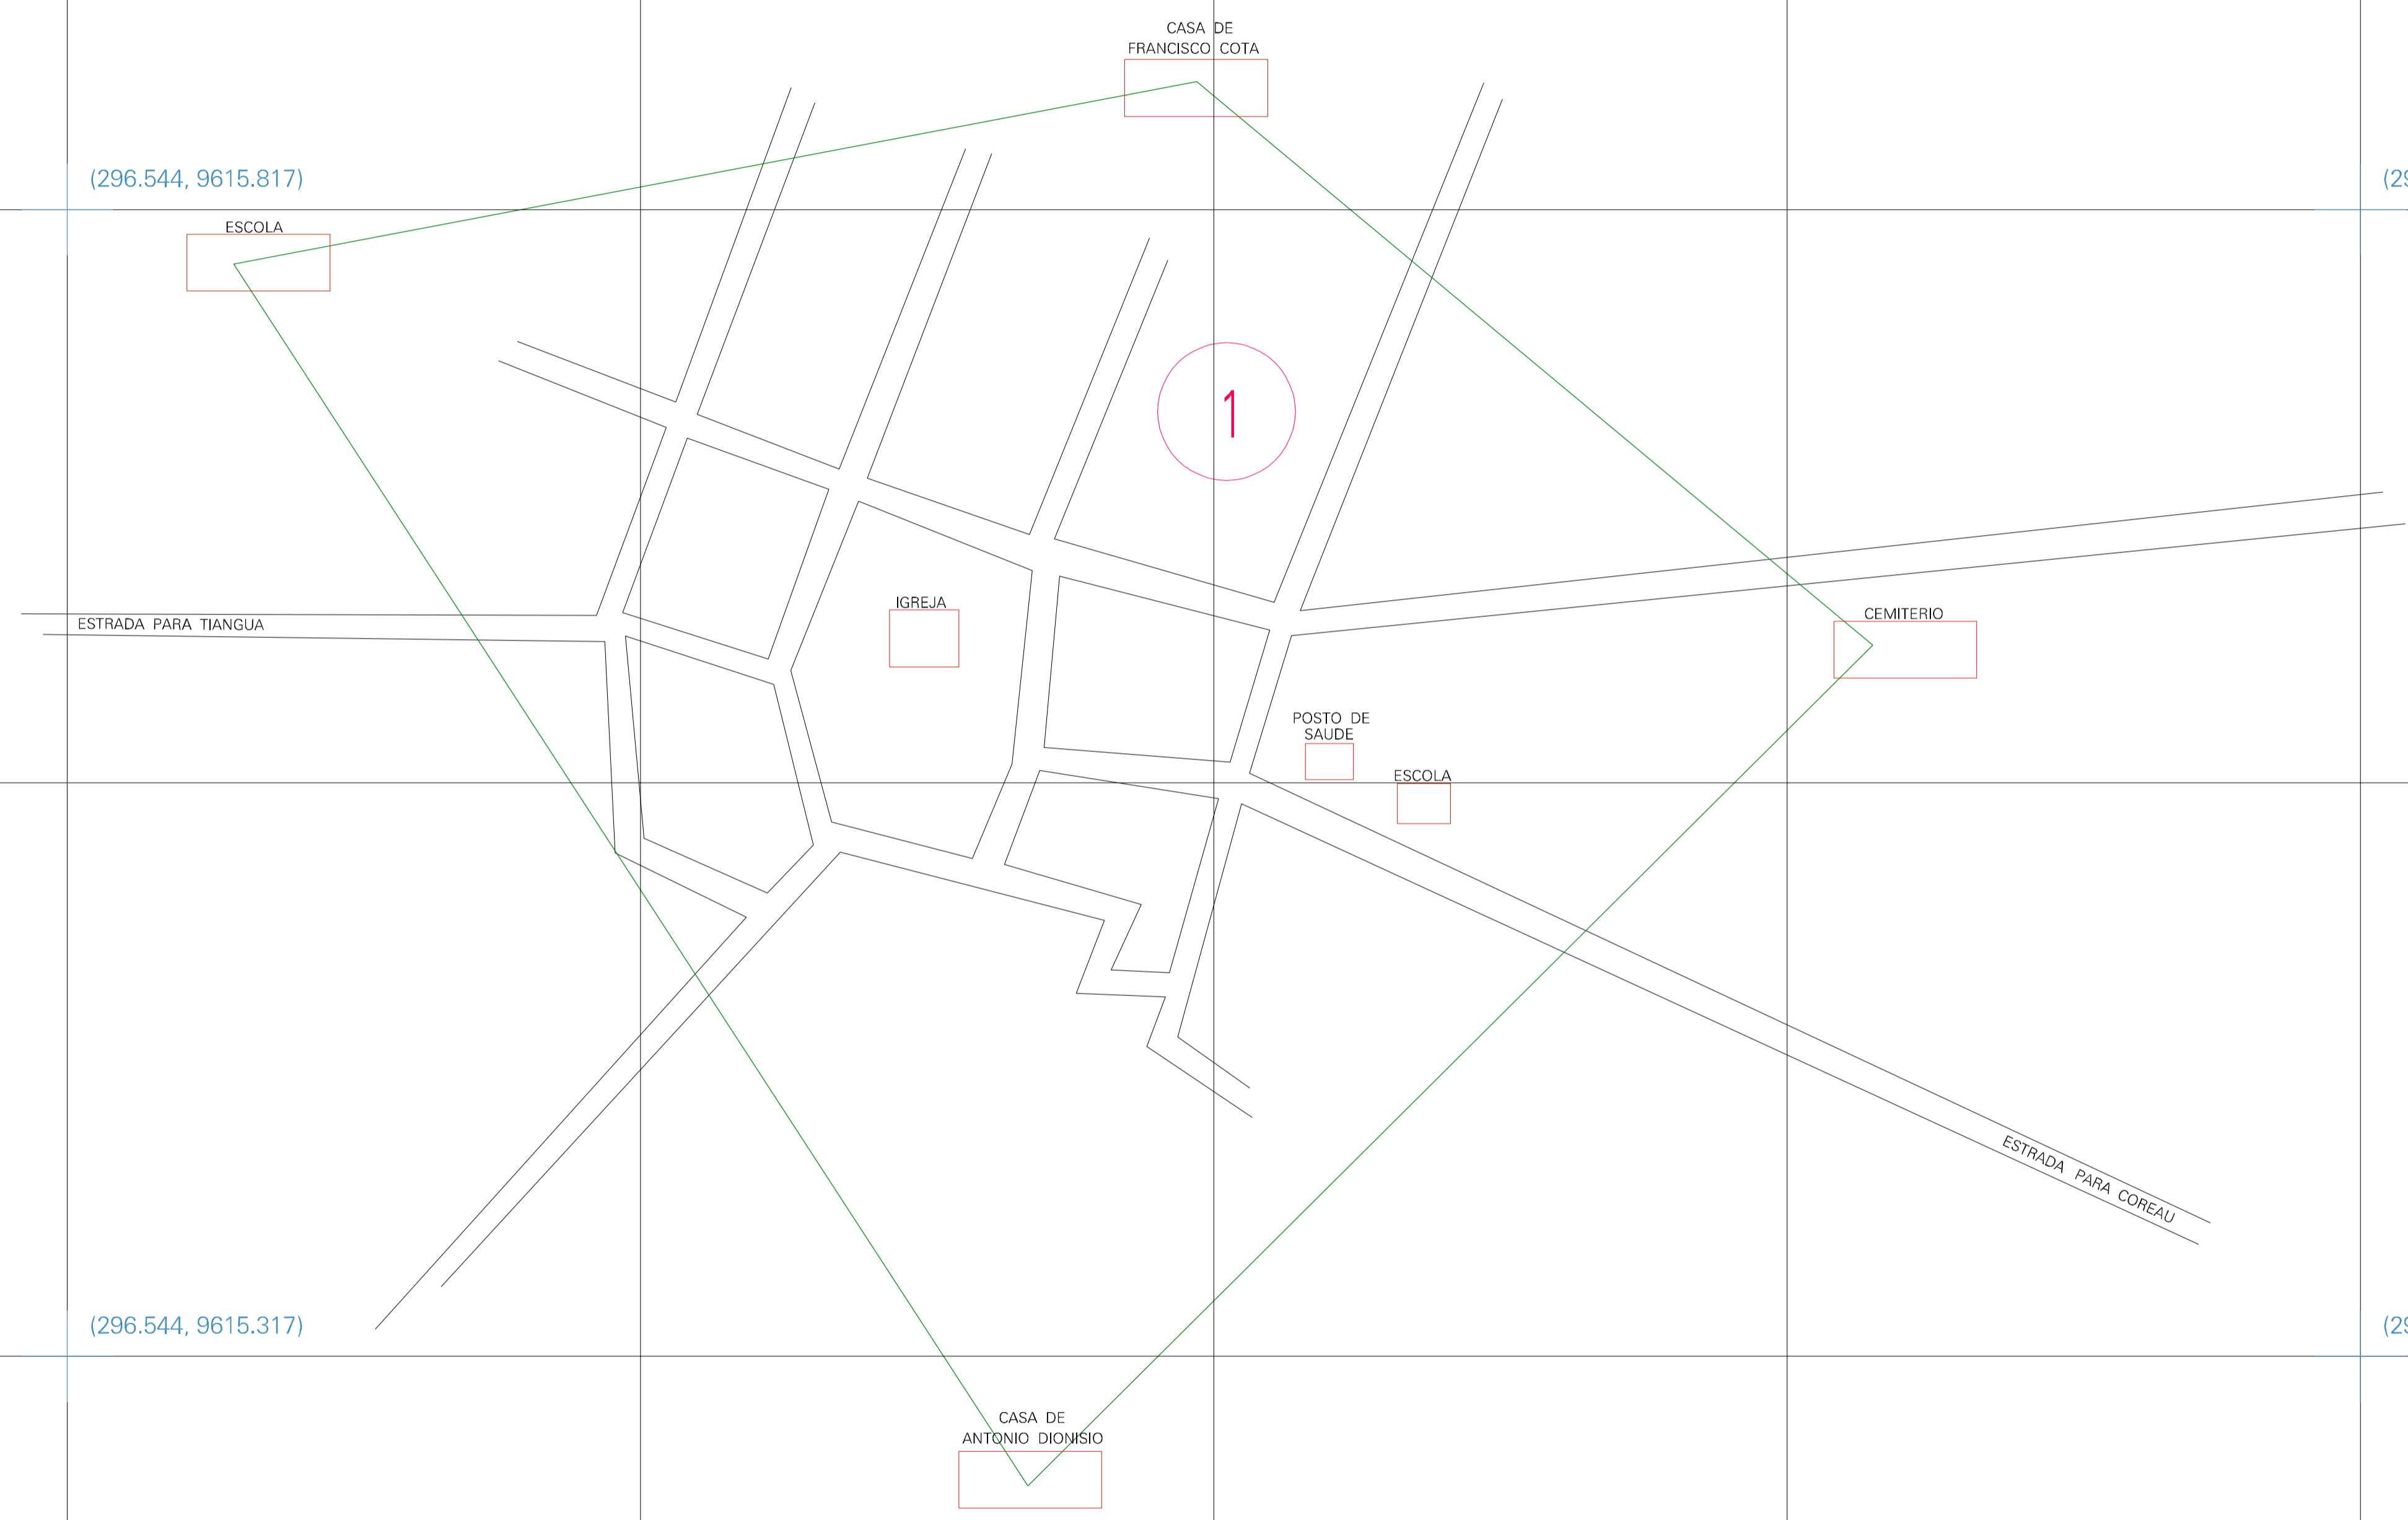 CASA DE
FRANCISCO COTA
(296.544, 9615.817)
ESCOLA
1
IGREJA
ESTRADA PARA TIANGUA
CEMITERIO
POSTO DE
SAUDE
ESCOLA
ESTRADA PARA COREAU
(296.544, 9615.317)
CASA DE
ANTONIO DIONISIO